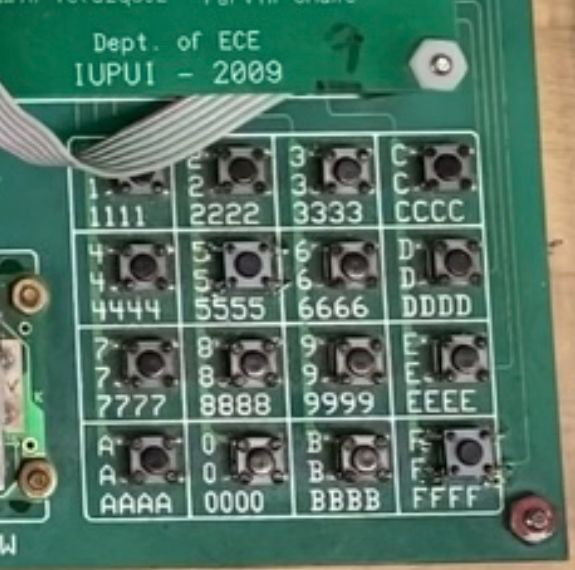 Dept. of ECE
IUPUI - 2009
9
2 3 C
1 2 3 C
1111 2222 3333 CCCC
4 5 6 D
4 5 6 D
4444 5555 6666 DDDD
7 8 9 E
7 8 9 E
7777 8888 9999 EEEE
A 0 B F
A 0 B F
AAAA 0000 BBBB FFFF
K
W